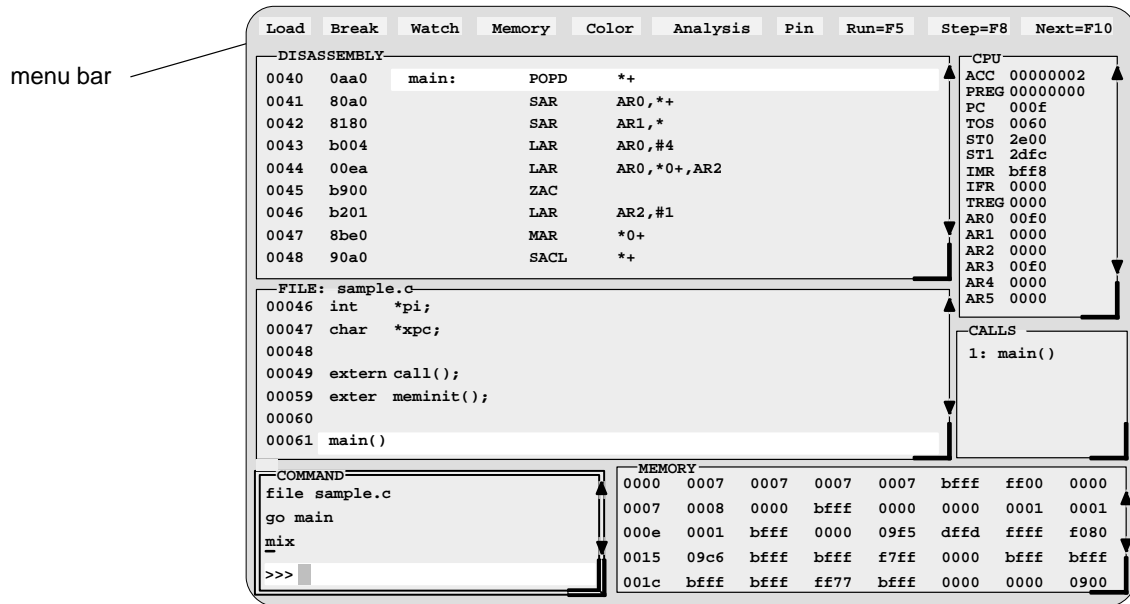 menu bar
Load Break Watch Memory Color Analysis Pin Run=F5 Step=F8 Next=F10
DISASSEMBLY
0040 0aa0 main: POPD *+
0041 80a0 SAR AR0,*+
0042 8180 SAR AR1,*
0043 b004 LAR AR0,#4
0044 00ea LAR AR0,*0+,AR2
0045 b900 ZAC
0046 b201 LAR AR2,#1
0047 8be0 MAR *0+
0048 90a0 SACL *+
CPU
ACC 00000002
PREG 00000000
PC 000f
TOS 0060
ST0 2e00
ST1 2dfc
IMR bff8
IFR 0000
TREG 0000
AR0 00f0
AR1 0000
AR2 0000
AR3 00f0
AR4 0000
AR5 0000
FILE: sample.c
00046 int *pi;
00047 char *xpc;
00048
00049 extern call();
00059 exter meminit();
00060
00061 main()
CALLS
1: main()
COMMAND
file sample.c
go main
mix
>>>
MEMORY
0000 0007 0007 0007 0007 bfff ff00 0000
0007 0008 0000 bfff 0000 0000 0001 0001
000e 0001 bfff 0000 09f5 dffd ffff f080
0015 09c6 bfff bfff f7ff 0000 bfff bfff
001c bfff bfff ff77 bfff 0000 0000 0900